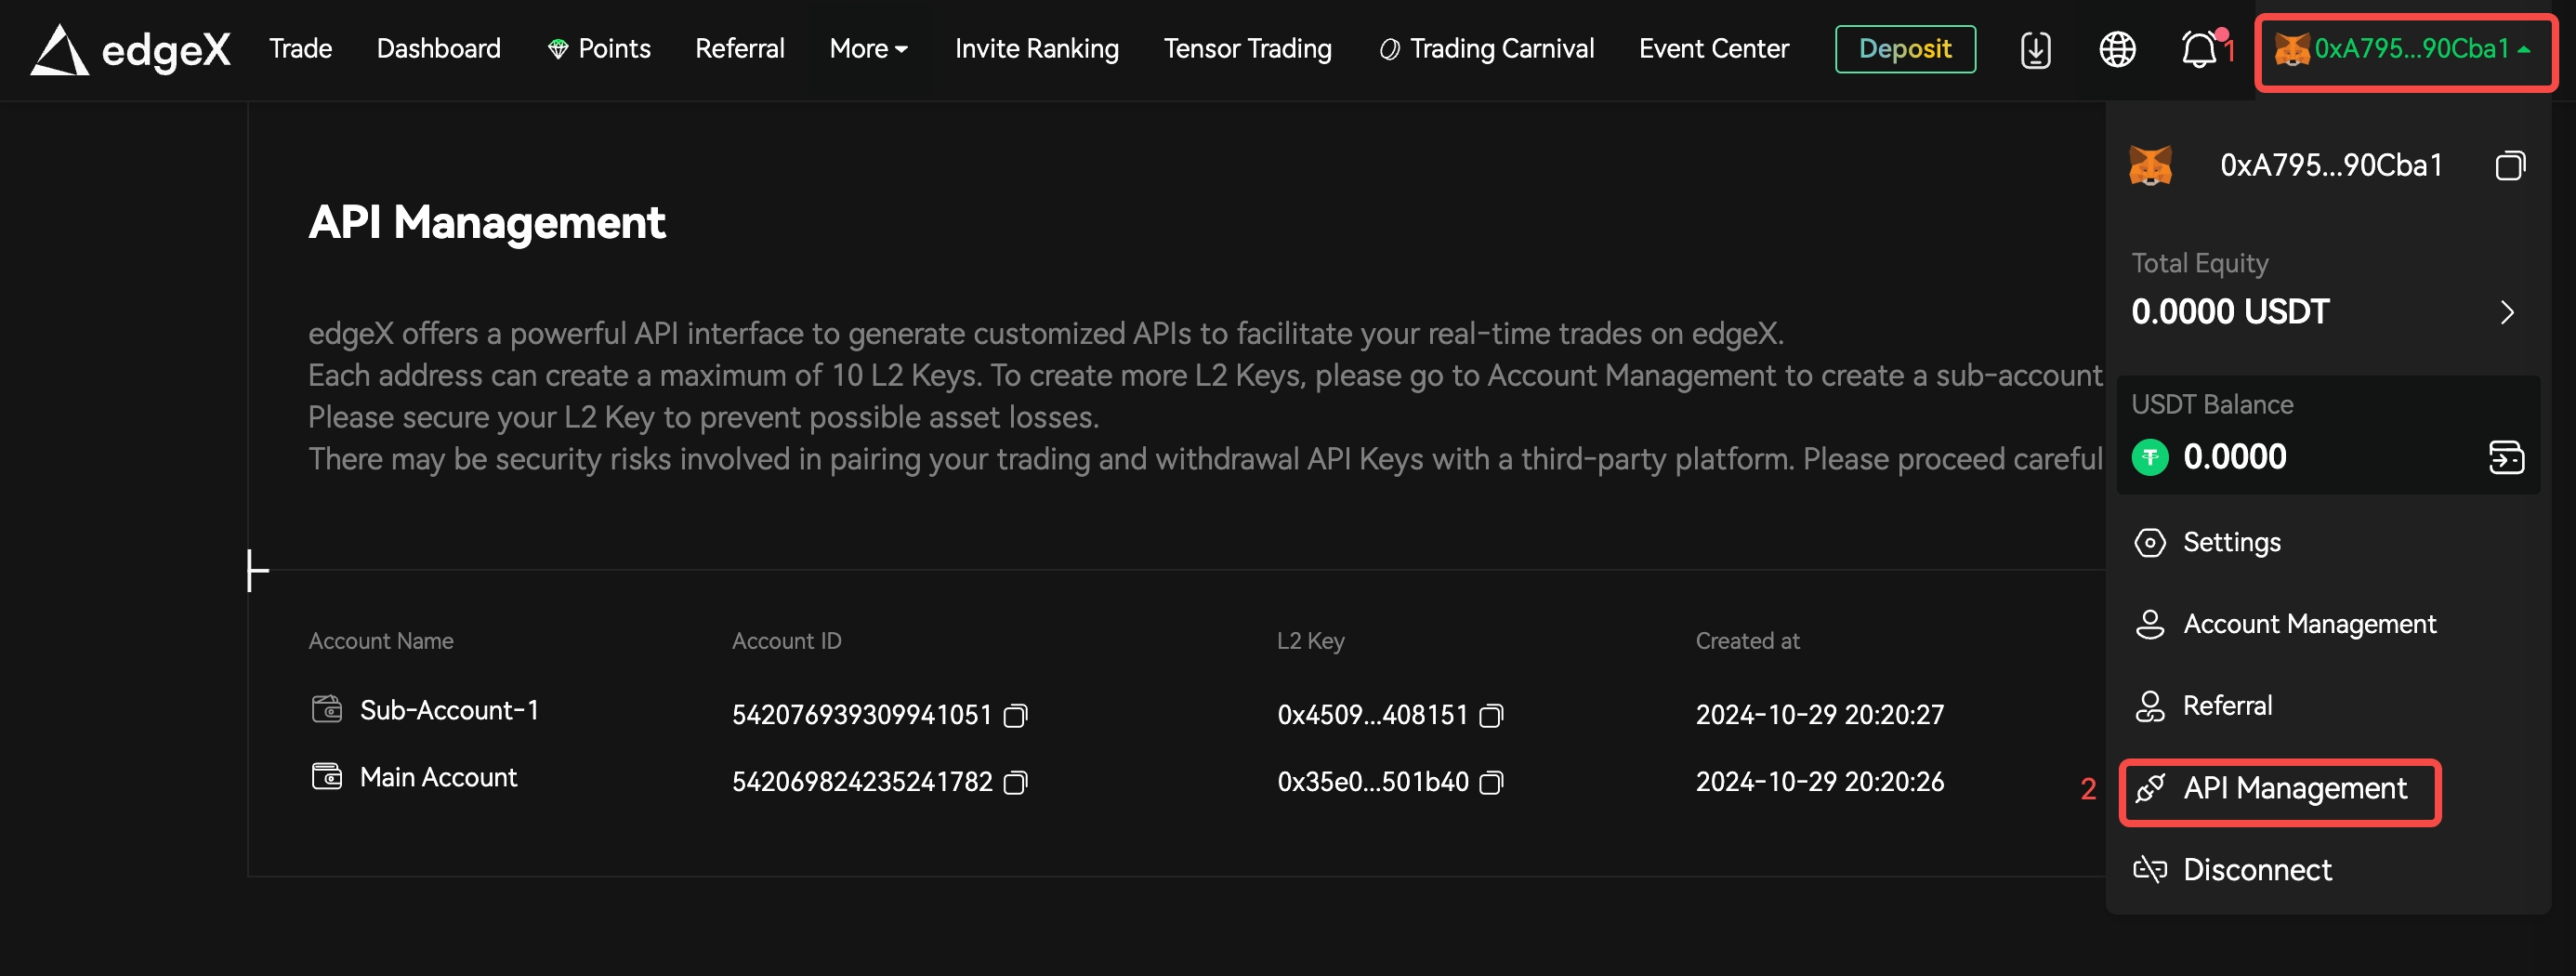 edgeX Trade Dashboard Points Referral More Invite Ranking Tensor Trading Trading Carnival Event Center Deposit 1 0xA795...90Cba1
0xA795...90Cba1
API Management
Total Equity
0.0000 USDT
edgeX offers a powerful API interface to generate customized APIs to facilitate your real-time trades on edgeX.
Each address can create a maximum of 10 L2 Keys. To create more L2 Keys, please go to Account Management to create a sub-account
Please secure your L2 Key to prevent possible asset losses.
There may be security risks involved in pairing your trading and withdrawal API Keys with a third-party platform. Please proceed careful
USDT Balance
0.0000
Settings
Account Management
Referral
2 API Management
Disconnect
Account Name Account ID L2 Key Created at
Sub-Account-1 542076939309941051 0x4509...408151 2024-10-29 20:20:27
Main Account 542069824235241782 0x35e0...501b40 2024-10-29 20:20:26